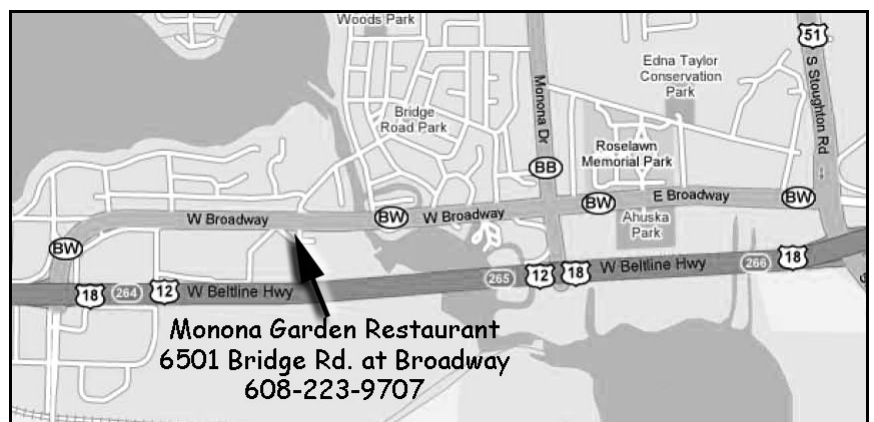 Woods Park
51
Edna Taylor
Conservation
Park
Monona Dr
S Stoughton Rd
Bridge
Road Park
Roselawn
Memorial Park
BB
BW
E Broadway
BW
W Broadway
BW
W Broadway
Ahuska
Park
BW
W Beltline Hwy
266
18
265
12
18
18
264
12
W Beltline Hwy
Monona Garden Restaurant
6501 Bridge Rd. at Broadway
608-223-9707